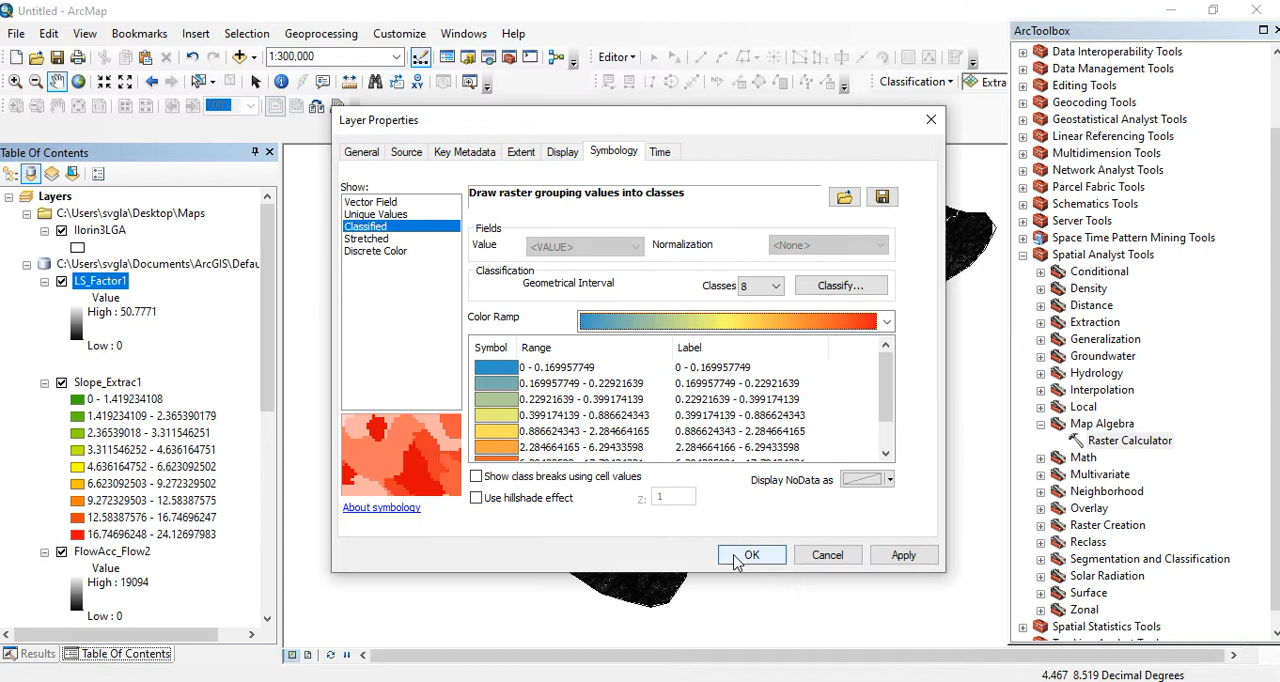 Untitled - ArcMap
File Edit View Bookmarks Insert Selection Geoprocessing Customize Windows Help
1:300,000
Editor
Classification
Extra
100%
Table Of Contents
Layers
C:\Users\svgla\Desktop\Maps
Ilorin3LGA
C:\Users\svgla\Documents\ArcGIS\Defau
LS_Factor1
Value
High : 50.7771
Low : 0
Slope_Extrac1
0 - 1.419234108
1.419234109 - 2.365390179
2.36539018 - 3.311546251
3.311546252 - 4.636164751
4.636164752 - 6.623092502
6.623092503 - 9.272329502
9.272329503 - 12.58387575
12.58387576 - 16.74696247
16.74696248 - 24.12697983
FlowAcc_Flow2
Value
High : 19094
Low : 0
Results
Table Of Contents
Layer Properties
General Source Key Metadata Extent Display Symbology Time
Show:
Vector Field
Unique Values
Classified
Stretched
Discrete Color
About symbology
Draw raster grouping values into classes
Fields
Value <VALUE> Normalization <None>
Classification
Geometrical Interval Classes 8 Classify...
Color Ramp
Symbol Range Label
0 - 0.169957749 0 - 0.169957749
0.169957749 - 0.22921639 0.169957749 - 0.22921639
0.22921639 - 0.399174139 0.22921639 - 0.399174139
0.399174139 - 0.886624343 0.399174139 - 0.886624343
0.886624343 - 2.284664165 0.886624343 - 2.284664165
2.284664165 - 6.29433598 2.284664166 - 6.29433598
Show class breaks using cell values
Display NoData as
Use hillshade effect
Z: 1
OK Cancel Apply
ArcToolbox
Data Interoperability Tools
Data Management Tools
Editing Tools
Geocoding Tools
Geostatistical Analyst Tools
Linear Referencing Tools
Multidimension Tools
Network Analyst Tools
Parcel Fabric Tools
Schematics Tools
Server Tools
Space Time Pattern Mining Tools
Spatial Analyst Tools
Conditional
Density
Distance
Extraction
Generalization
Groundwater
Hydrology
Interpolation
Local
Map Algebra
Raster Calculator
Math
Multivariate
Neighborhood
Overlay
Raster Creation
Reclass
Segmentation and Classification
Solar Radiation
Surface
Zonal
Spatial Statistics Tools
4.467 8.519 Decimal Degrees